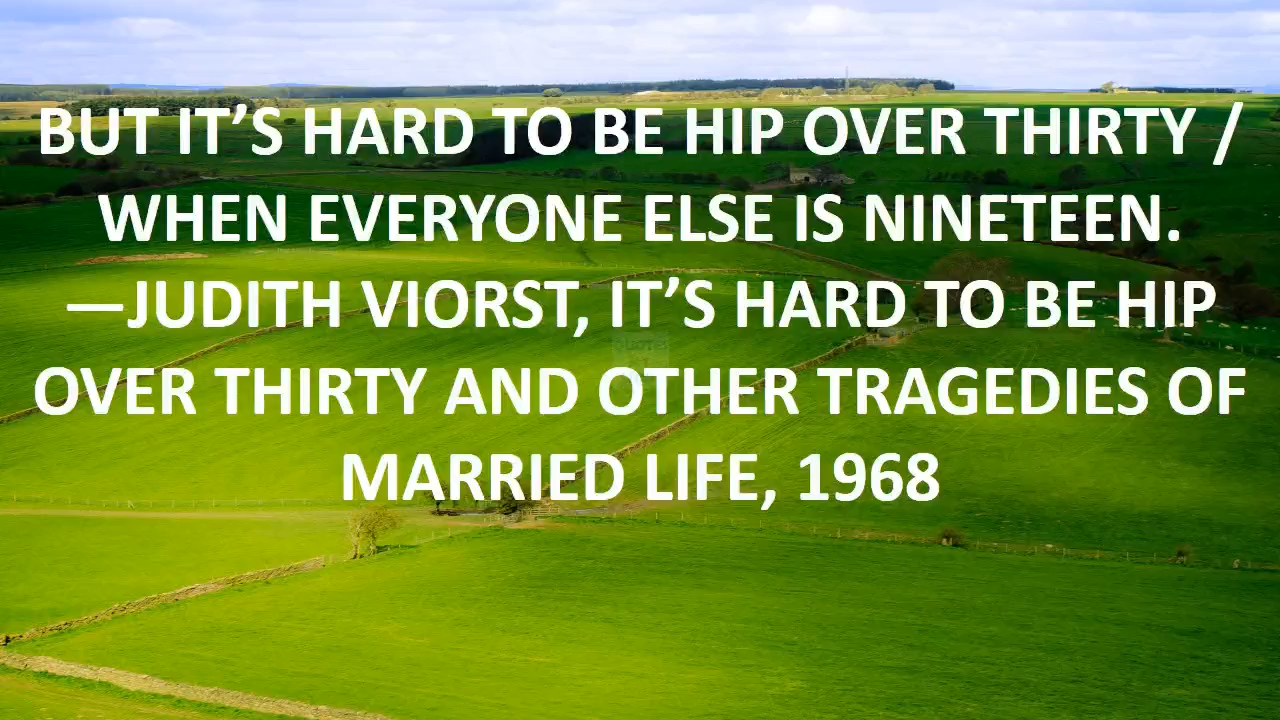 BUT IT’S HARD TO BE HIP OVER THIRTY /
WHEN EVERYONE ELSE IS NINETEEN.
—JUDITH VIORST, IT’S HARD TO BE HIP
OVER THIRTY AND OTHER TRAGEDIES OF
MARRIED LIFE, 1968